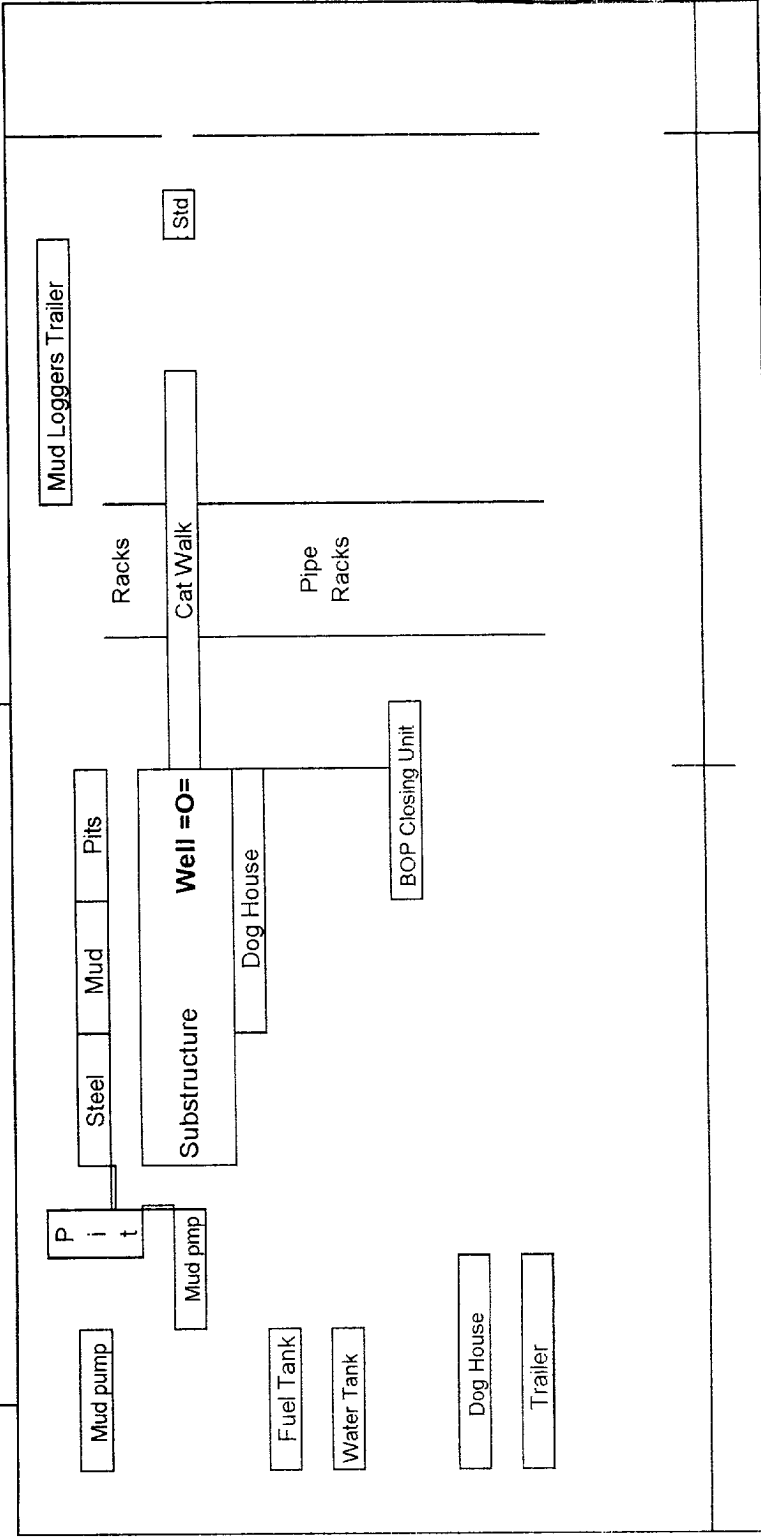 Mud Loggers Trailer
: Std
Racks
Cat Walk
Pipe
Racks
Steel
Mud
Pits
Substructure
Well =O=
Dog House
BOP Closing Unit
P
i
t
Mud pmp
Mud pump
Fuel Tank
Water Tank
Dog House
Trailer